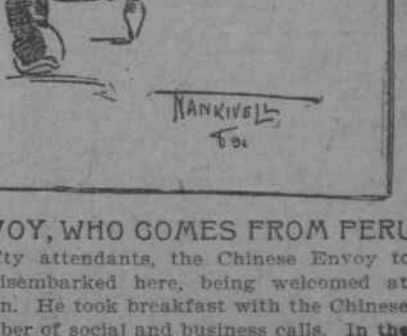 NANKIVELL
VOY, WHO COMES FROM PERU
ty attendants, the Chinese Envoy to
isembarked here, being welcomed at
n. He took breakfast with the Chinese
ber of social and business calls. In the